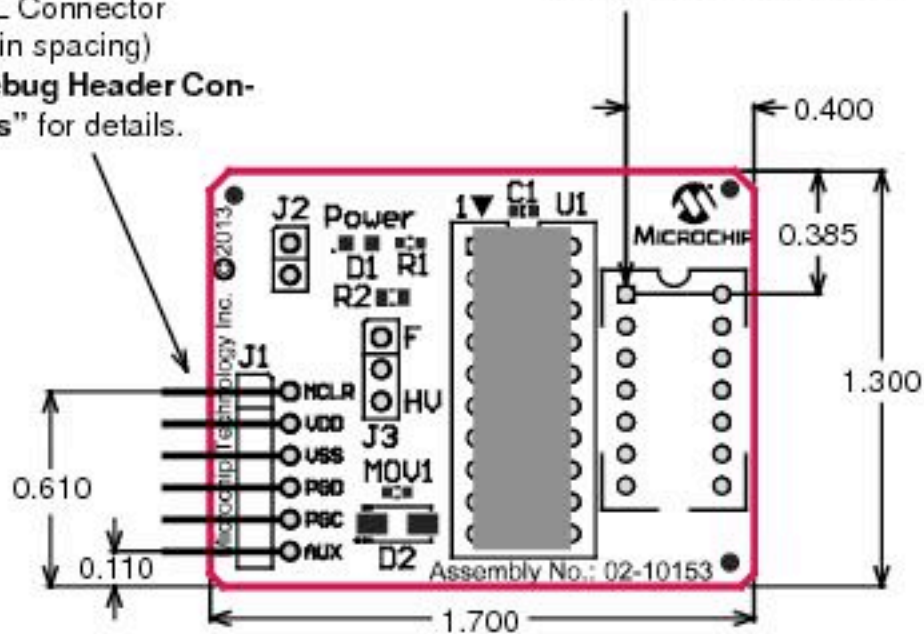 L Connector
in spacing)
ebug Header Con-
s" for details.
0.400
0.385
1.300
0.610
0.110
1.700
©2013
Microchip Technology Inc.
J2
Power
D1 R1
R2
F
HV
J3
MOV1
D2
1▼ C1 U1
MICROCHIP
J1
MCLR
VDD
VSS
PGD
PGC
AUX
Assembly No.: 02-10153